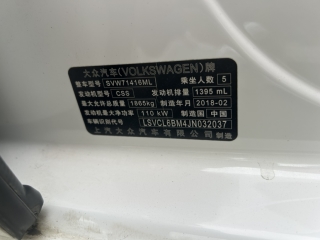 大众汽车(VOLKSWAGEN)牌
整车型号 SVW71416ML 乘坐人数 5
发动机型号 CSS 发动机排量 1395 mL
最大允许总质量 1865kg 制造年月 2018-02
发动机最大净功率 110 kW 制造国 中国
车辆识别代号 LSVCL6BM4JN032037
上汽大众汽车有限公司 制造